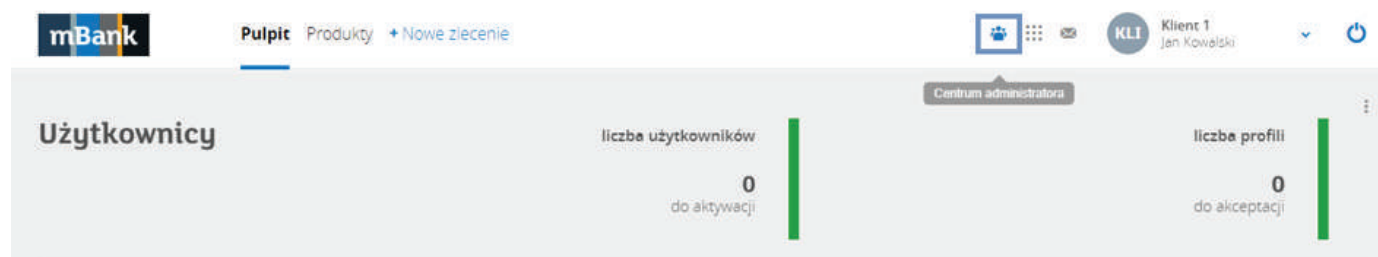 mBank
Pulpit Produkty + Nowe zlecenie
KLI
Klient 1
Jan Kowalski
Centrum administratora
Użytkownicy
liczba użytkowników
0
do aktywacji
liczba profili
0
do akceptacji